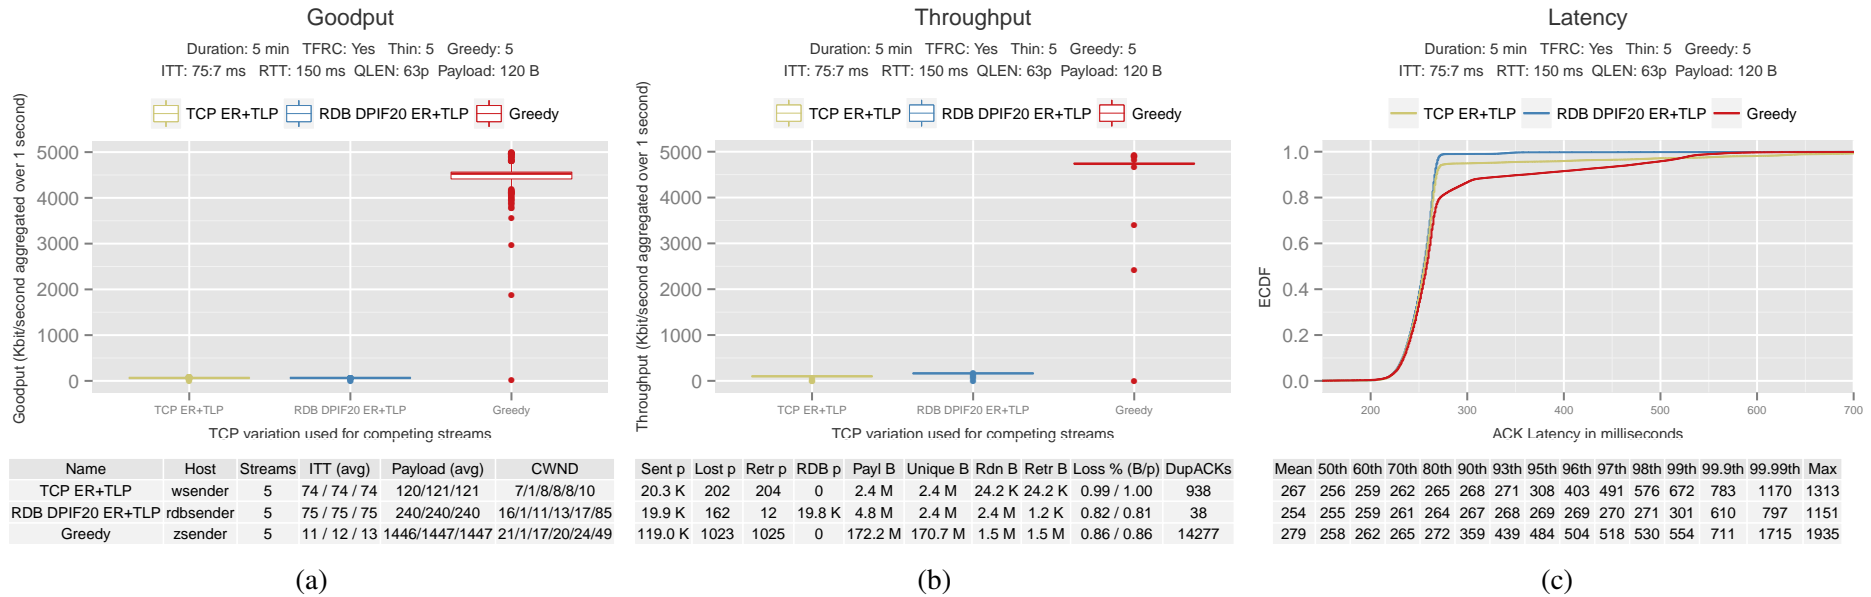 Goodput
Duration: 5 min TFRC: Yes Thin: 5 Greedy: 5
ITT: 75:7 ms RTT: 150 ms QLEN: 63p Payload: 120 B
TCP ER+TLP RDB DPIF20 ER+TLP Greedy
Goodput (Kbit/second aggregated over 1 second)
5000
4000
3000
2000
1000
0
TCP ER+TLP RDB DPIF20 ER+TLP Greedy
TCP variation used for competing streams
Name Host Streams ITT (avg) Payload (avg) CWND
TCP ER+TLP wsender 5 74 / 74 / 74 120/121/121 7/1/8/8/8/10
RDB DPIF20 ER+TLP rdbsender 5 75 / 75 / 75 240/240/240 16/1/11/13/17/85
Greedy zsender 5 11 / 12 / 13 1446/1447/1447 21/1/17/20/24/49
(a)
Throughput
Duration: 5 min TFRC: Yes Thin: 5 Greedy: 5
ITT: 75:7 ms RTT: 150 ms QLEN: 63p Payload: 120 B
TCP ER+TLP RDB DPIF20 ER+TLP Greedy
Throughput (Kbit/second aggregated over 1 second)
5000
4000
3000
2000
1000
0
TCP ER+TLP RDB DPIF20 ER+TLP Greedy
TCP variation used for competing streams
Sent p Lost p Retr p RDB p Payl B Unique B Rdn B Retr B Loss % (B/p) DupACKs
20.3 K 202 204 0 2.4 M 2.4 M 24.2 K 24.2 K 0.99 / 1.00 938
19.9 K 162 12 19.8 K 4.8 M 2.4 M 2.4 M 1.2 K 0.82 / 0.81 38
119.0 K 1023 1025 0 172.2 M 170.7 M 1.5 M 1.5 M 0.86 / 0.86 14277
(b)
Latency
Duration: 5 min TFRC: Yes Thin: 5 Greedy: 5
ITT: 75:7 ms RTT: 150 ms QLEN: 63p Payload: 120 B
TCP ER+TLP RDB DPIF20 ER+TLP Greedy
ECDF
1.0
0.8
0.6
0.4
0.2
0.0
200 300 400 500 600 700
ACK Latency in milliseconds
Mean 50th 60th 70th 80th 90th 93th 95th 96th 97th 98th 99th 99.9th 99.99th Max
267 256 259 262 265 268 271 308 403 491 576 672 783 1170 1313
254 255 259 261 264 267 268 269 269 270 271 301 610 797 1151
279 258 262 265 272 359 439 484 504 518 530 554 711 1715 1935
(c)